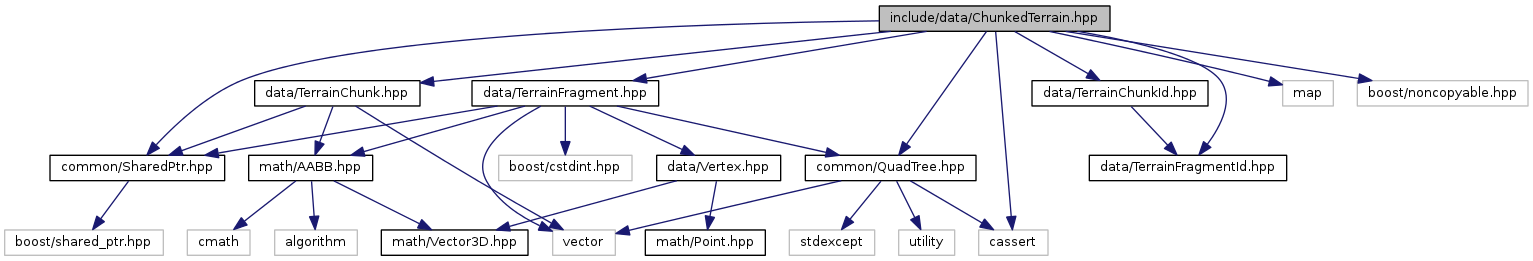 include/data/ChunkedTerrain.hpp
data/TerrainChunk.hpp
data/TerrainFragment.hpp
data/TerrainChunkId.hpp
map
boost/noncopyable.hpp
common/SharedPtr.hpp
math/AABB.hpp
boost/cstdint.hpp
data/Vertex.hpp
common/QuadTree.hpp
data/TerrainFragmentId.hpp
boost/shared_ptr.hpp
cmath
algorithm
math/Vector3D.hpp
vector
math/Point.hpp
stdexcept
utility
cassert